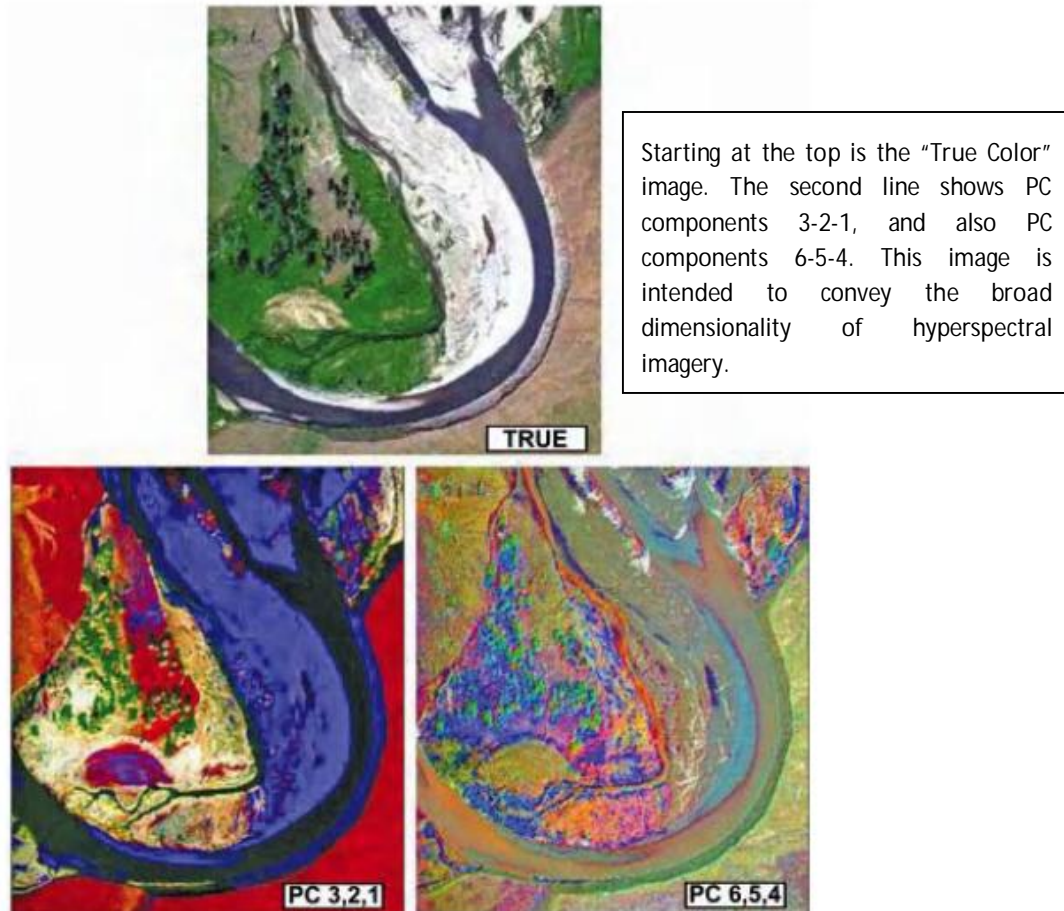 Starting at the top is the “True Color”
image. The second line shows PC
components 3-2-1, and also PC
components 6-5-4. This image is
intended to convey the broad
dimensionality of hyperspectral
imagery.
TRUE
PC 3,2,1
PC 6,5,4